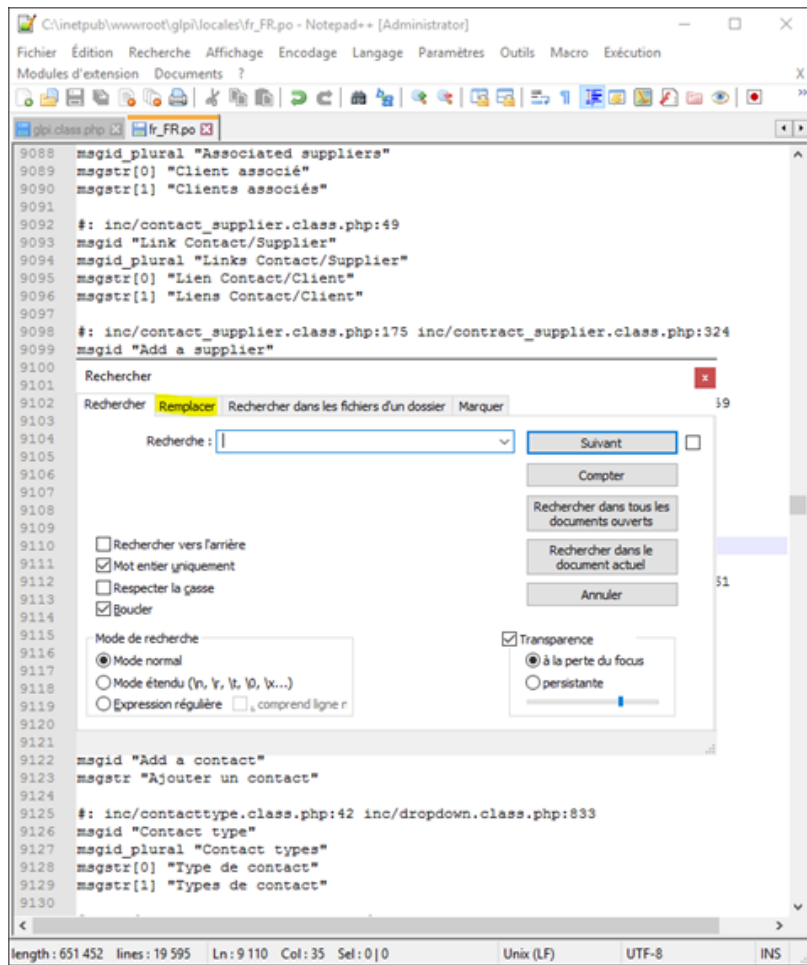 C:\inetpub\wwwroot\glpi\locales\fr_FR.po - Notepad++ [Administrator]
Fichier Édition Recherche Affichage Encodage Langage Paramètres Outils Macro Exécution
Modules d'extension Documents ? X
glpi.class.php fr_FR.po
9088 msgid_plural "Associated suppliers"
9089 msgstr[0] "Client associé"
9090 msgstr[1] "Clients associés"
9091
9092 #: inc/contact_supplier.class.php:49
9093 msgid "Link Contact/Supplier"
9094 msgid_plural "Links Contact/Supplier"
9095 msgstr[0] "Lien Contact/Client"
9096 msgstr[1] "Liens Contact/Client"
9097
9098 #: inc/contact_supplier.class.php:175 inc/contract_supplier.class.php:324
9099 msgid "Add a supplier"
9100
9101
9102 59
9103
9104
9105
9106
9107
9108
9109
9110
9111
9112 51
9113
9114
9115
9116
9117
9118
9119
9120
9121
Rechercher
Rechercher Remplacer Rechercher dans les fichiers d'un dossier Marquer
Recherche :
Suivant
Compter
Rechercher dans tous les
documents ouverts
Rechercher dans le
document actuel
Annuler
Rechercher vers l'arrière
Mot entier uniquement
Respecter la casse
Boucler
Mode de recherche
Mode normal
Mode étendu (\n, \r, \t, \0, \x...)
Expression régulière , comprend ligne r
Transparence
à la perte du focus
persistante
9122 msgid "Add a contact"
9123 msgstr "Ajouter un contact"
9124
9125 #: inc/contacttype.class.php:42 inc/dropdown.class.php:833
9126 msgid "Contact type"
9127 msgid_plural "Contact types"
9128 msgstr[0] "Type de contact"
9129 msgstr[1] "Types de contact"
9130
length : 651 452 lines : 19 595 Ln : 9 110 Col : 35 Sel : 0 | 0 Unix (LF) UTF-8 INS